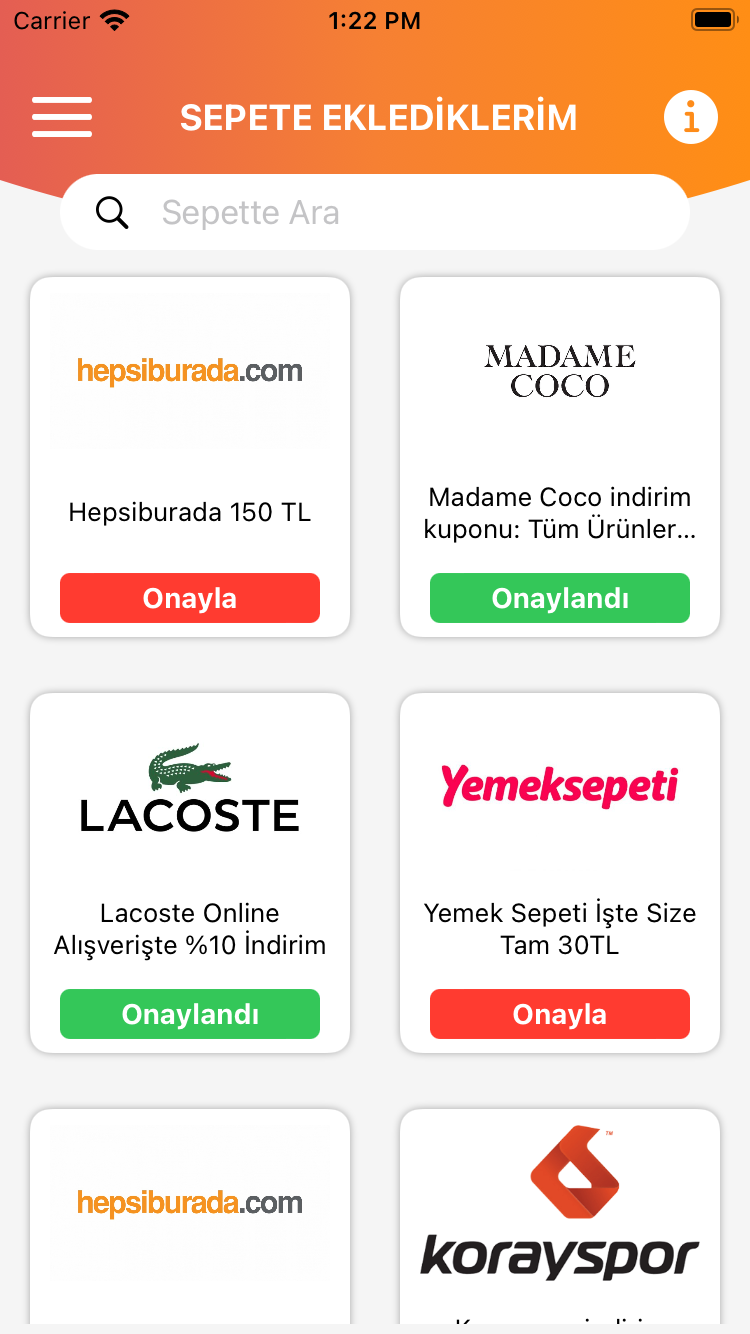 Carrier 1:22 PM
SEPETE EKLEDİKLERİM
Sepette Ara
hepsiburada.com
Hepsiburada 150 TL
Onayla
MADAME
COCO
Madame Coco indirim
kuponu: Tüm Ürünler...
Onaylandı
LACOSTE
Lacoste Online
Alışverişte %10 İndirim
Onaylandı
Yemeksepeti
Yemek Sepeti İşte Size
Tam 30TL
Onayla
hepsiburada.com
TM
korayspor